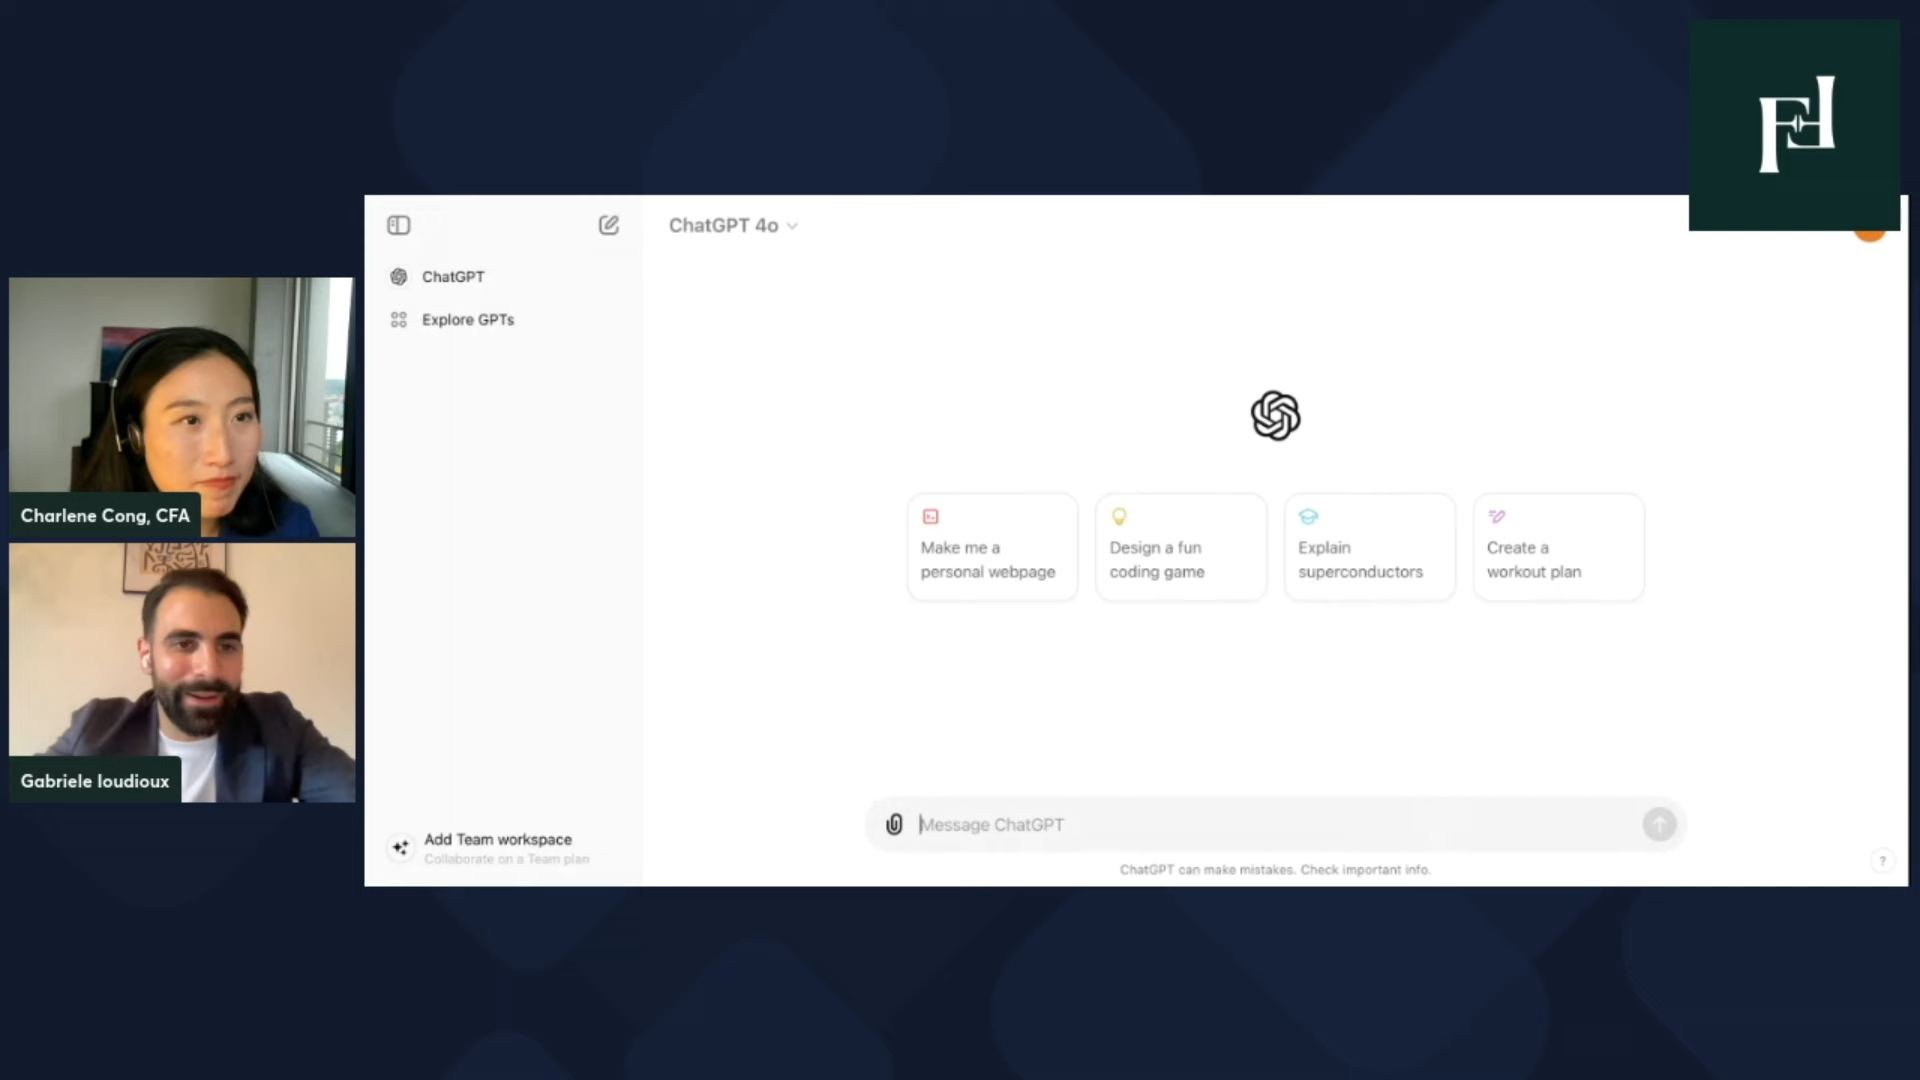 ChatGPT 4o
ChatGPT
Explore GPTs
Charlene Cong, CFA
Gabriele Ioudioux
Make me a
personal webpage
Design a fun
coding game
Explain
superconductors
Create a
workout plan
Add Team workspace
Collaborate on a Team plan
Message ChatGPT
ChatGPT can make mistakes. Check important info.
?